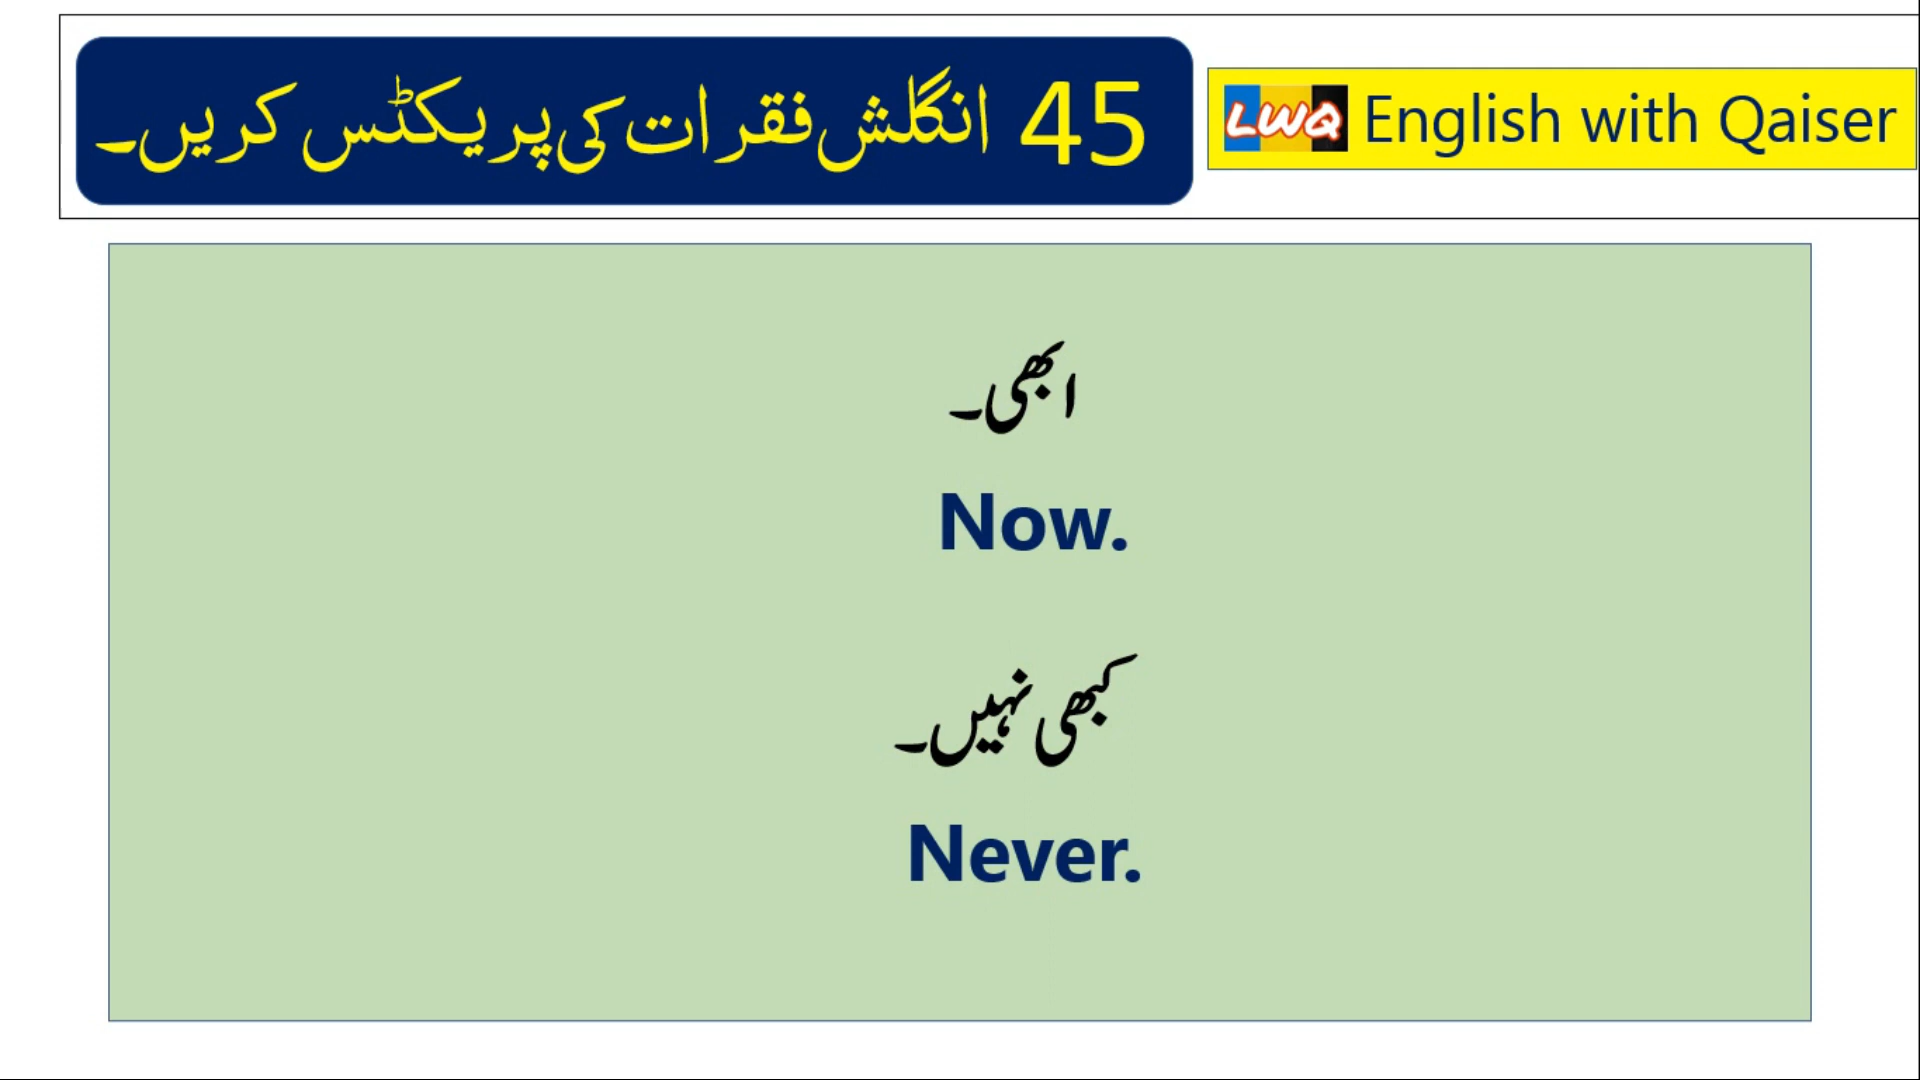 45 انگلش فقرات کی پریکٹس کریں۔
LWQ English with Qaiser
ابھی۔
Now.
کبھی نہیں۔
Never.